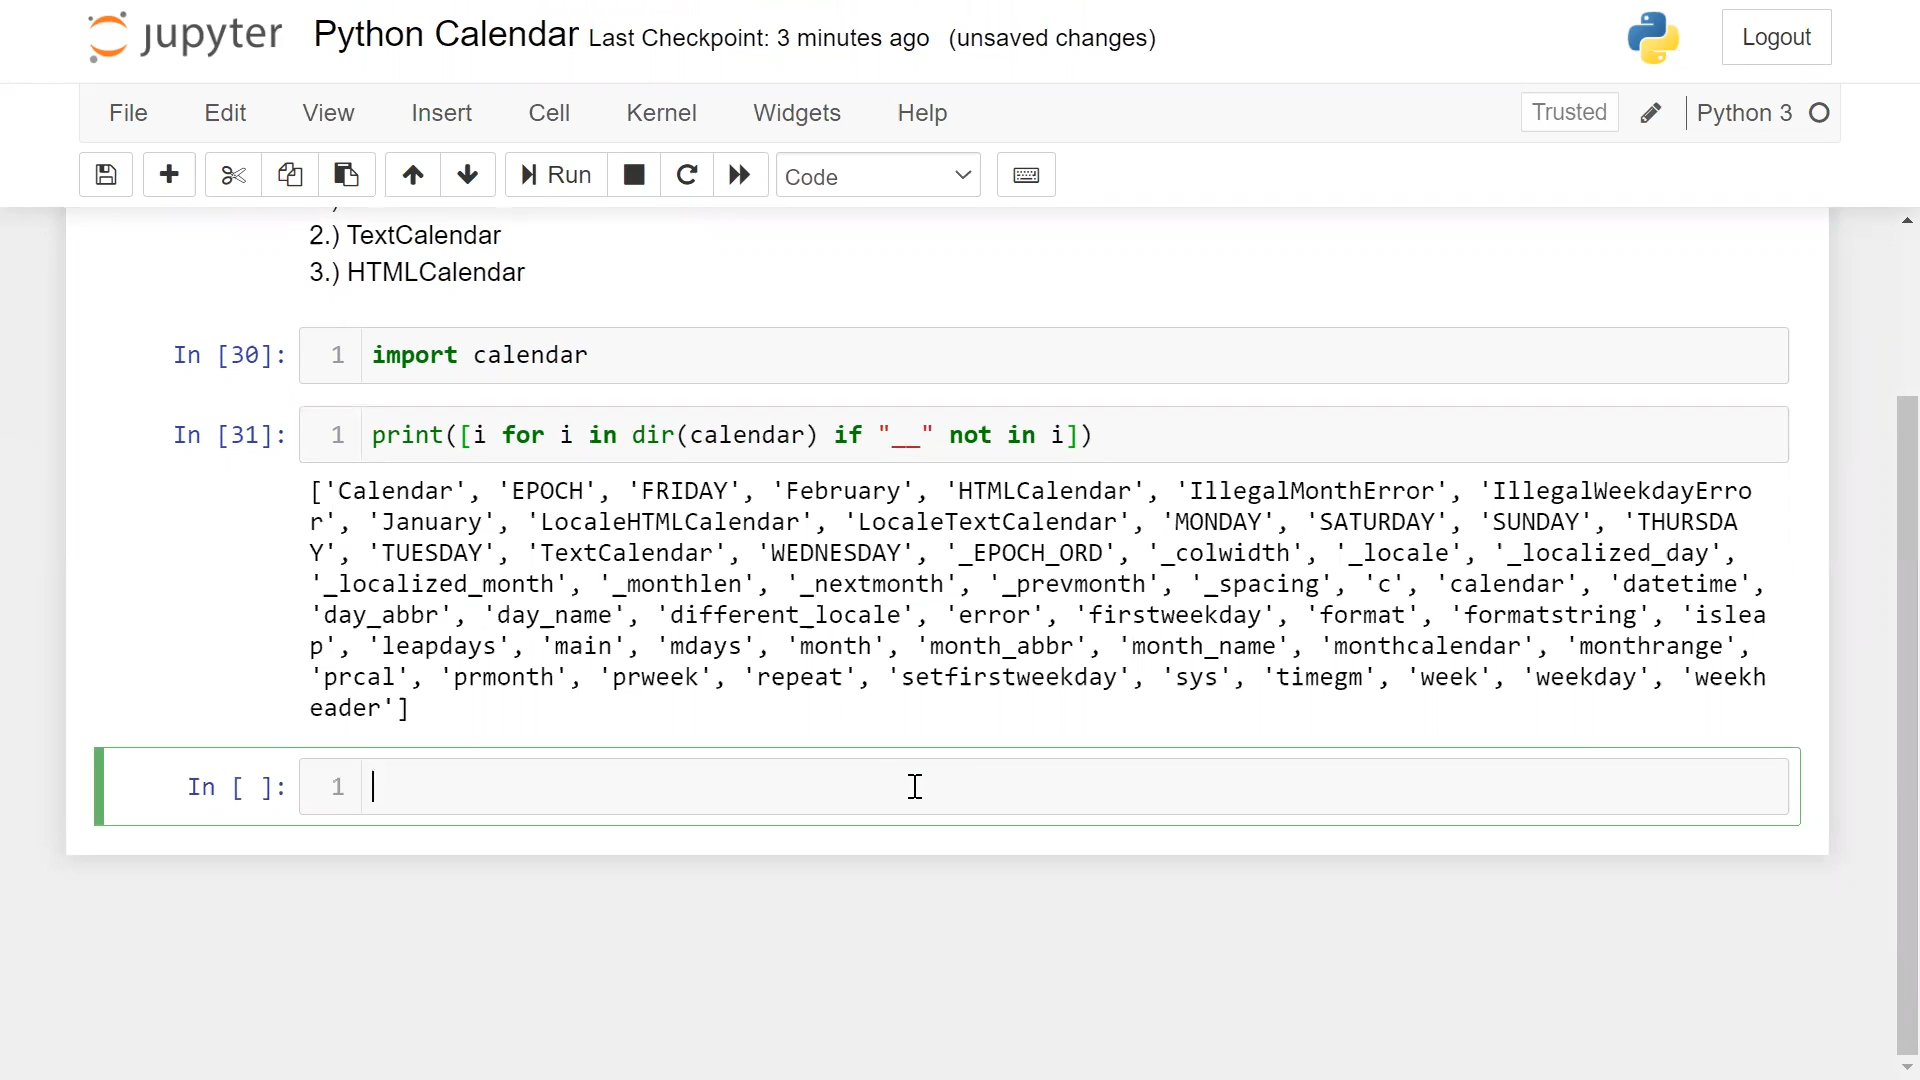 jupyter Python Calendar Last Checkpoint: 3 minutes ago (unsaved changes) Logout
File Edit View Insert Cell Kernel Widgets Help Trusted Python 3
Run Code
2.) TextCalendar
3.) HTMLCalendar
In [30]: 1 import calendar
In [31]: 1 print([i for i in dir(calendar) if "__" not in i])
['Calendar', 'EPOCH', 'FRIDAY', 'February', 'HTMLCalendar', 'IllegalMonthError', 'IllegalWeekdayErro
r', 'January', 'LocaleHTMLCalendar', 'LocaleTextCalendar', 'MONDAY', 'SATURDAY', 'SUNDAY', 'THURSDA
Y', 'TUESDAY', 'TextCalendar', 'WEDNESDAY', '_EPOCH_ORD', '_colwidth', '_locale', '_localized_day',
'_localized_month', '_monthlen', '_nextmonth', '_prevmonth', '_spacing', 'c', 'calendar', 'datetime',
'day_abbr', 'day_name', 'different_locale', 'error', 'firstweekday', 'format', 'formatstring', 'islea
p', 'leapdays', 'main', 'mdays', 'month', 'month_abbr', 'month_name', 'monthcalendar', 'monthrange',
'prcal', 'prmonth', 'prweek', 'repeat', 'setfirstweekday', 'sys', 'timegm', 'week', 'weekday', 'weekh
eader']
In [ ]: 1